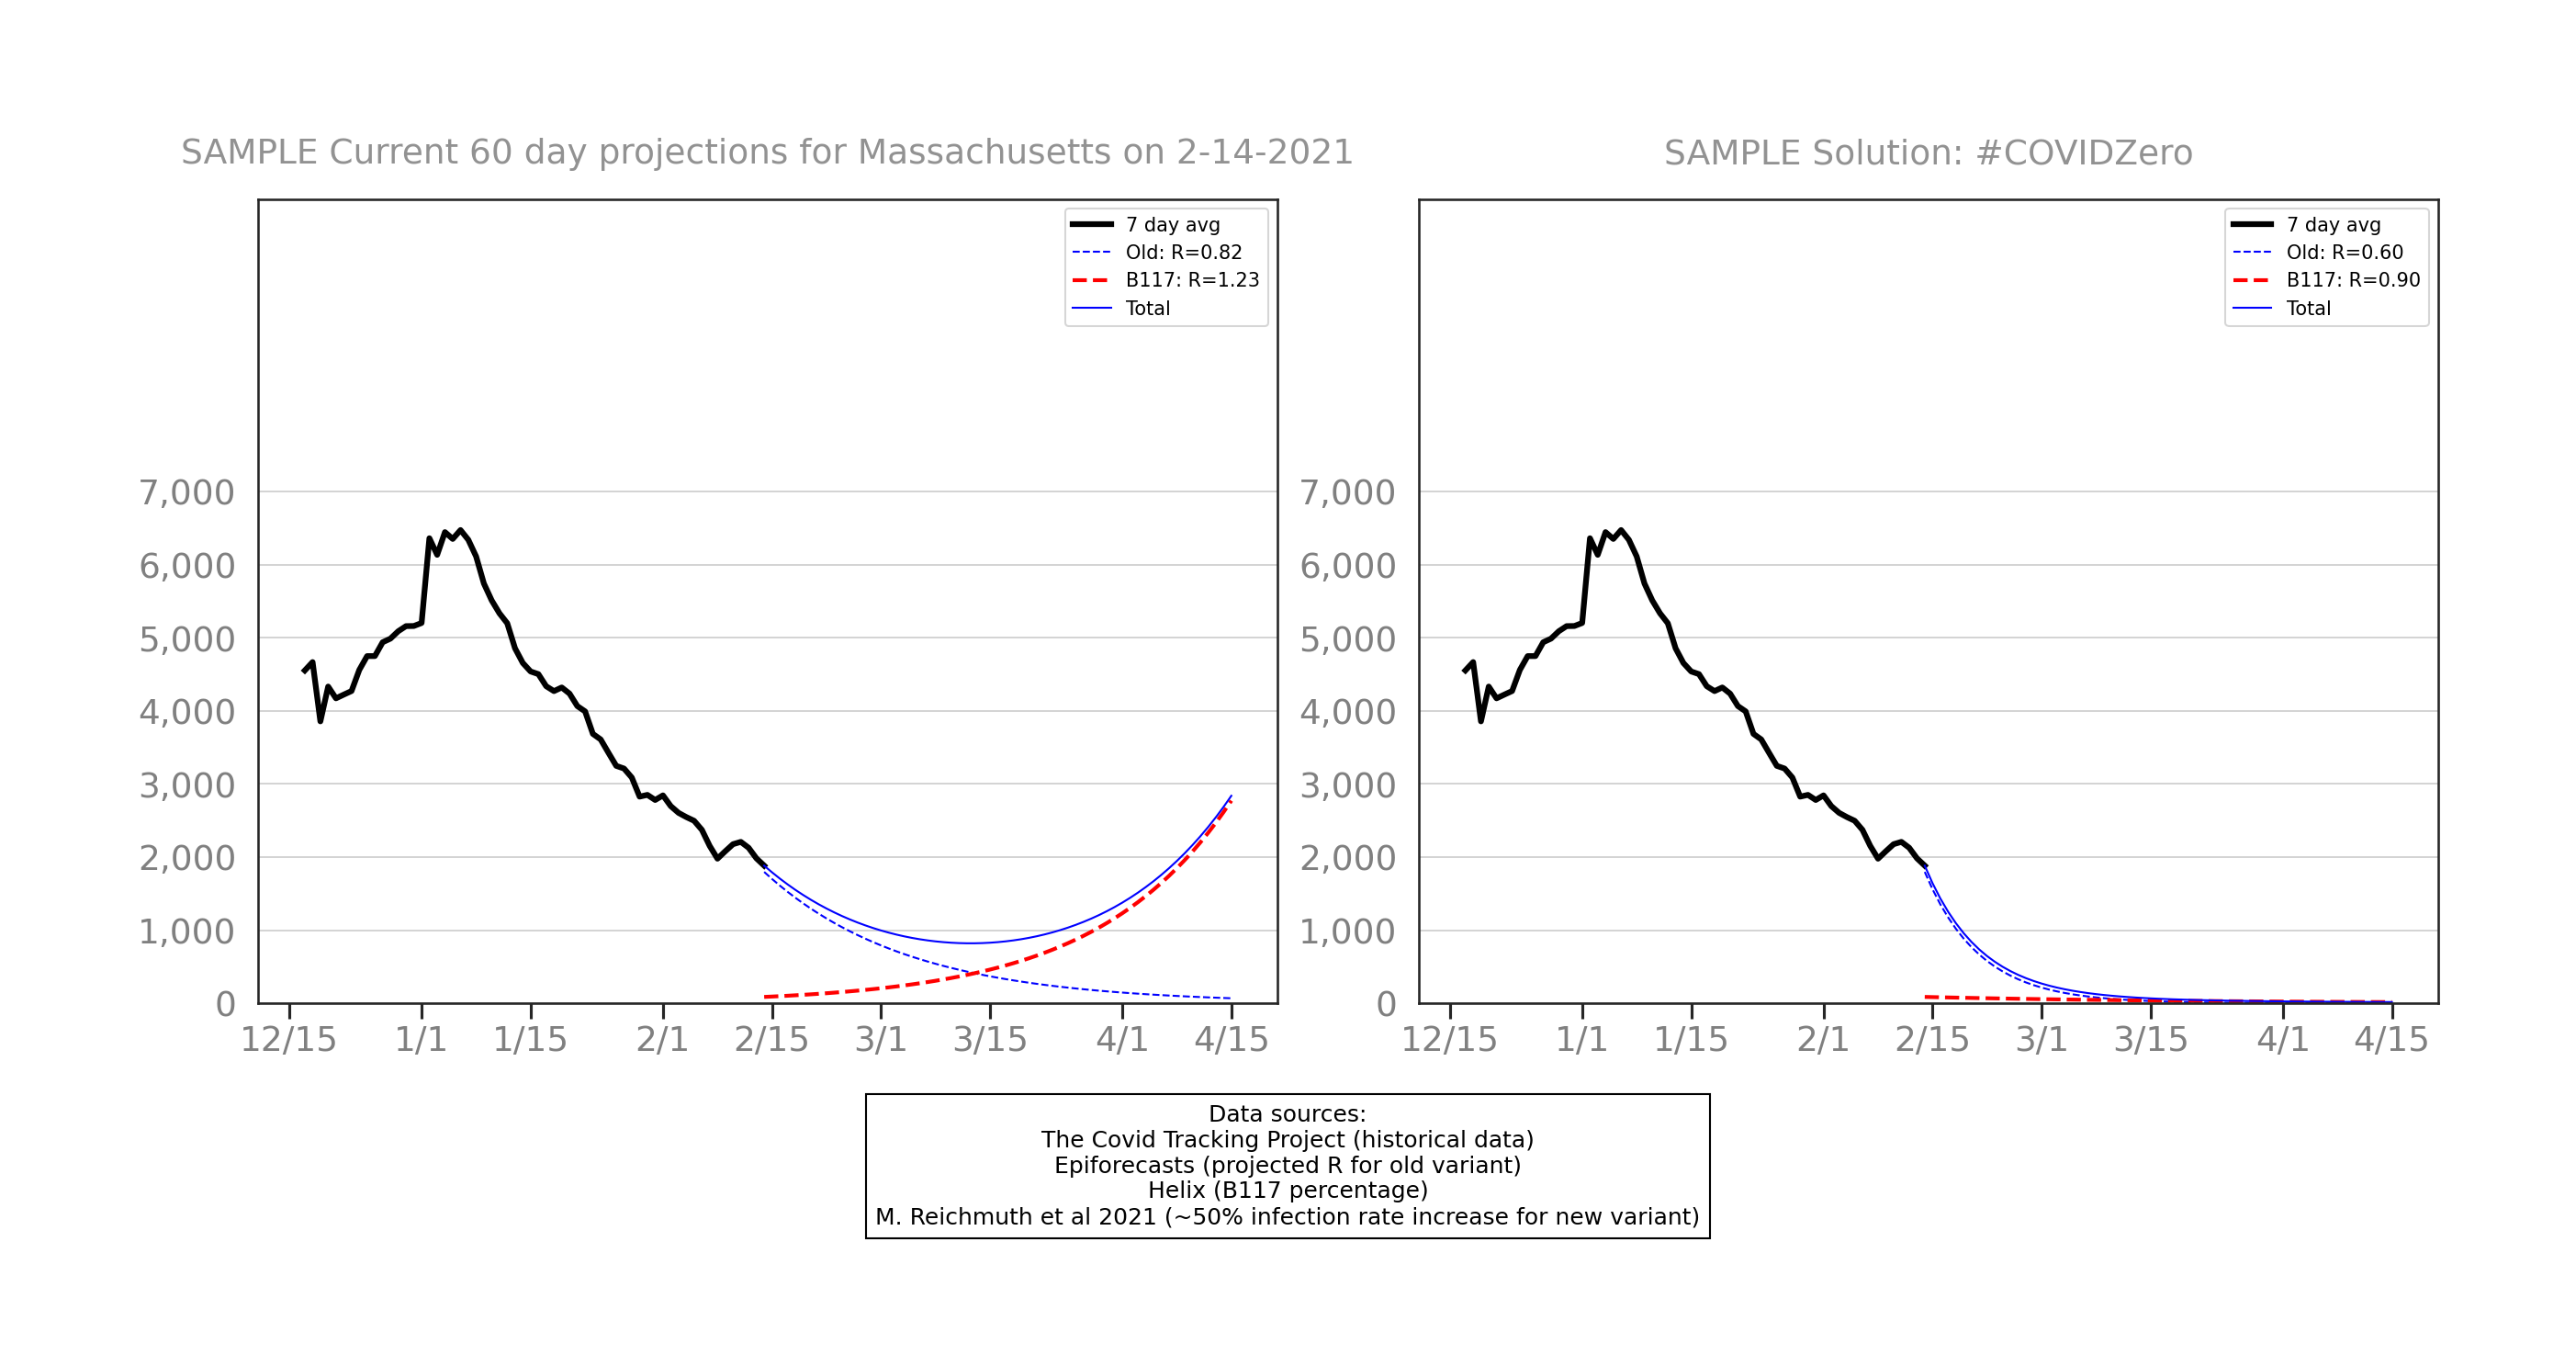 SAMPLE Current 60 day projections for Massachusetts on 2-14-2021
7 day avg
Old: R=0.82
B117: R=1.23
Total
7,000
6,000
5,000
4,000
3,000
2,000
1,000
0
12/15 1/1 1/15 2/1 2/15 3/1 3/15 4/1 4/15
SAMPLE Solution: #COVIDZero
7 day avg
Old: R=0.60
B117: R=0.90
Total
7,000
6,000
5,000
4,000
3,000
2,000
1,000
0
12/15 1/1 1/15 2/1 2/15 3/1 3/15 4/1 4/15
Data sources:
The Covid Tracking Project (historical data)
Epiforecasts (projected R for old variant)
Helix (B117 percentage)
M. Reichmuth et al 2021 (~50% infection rate increase for new variant)